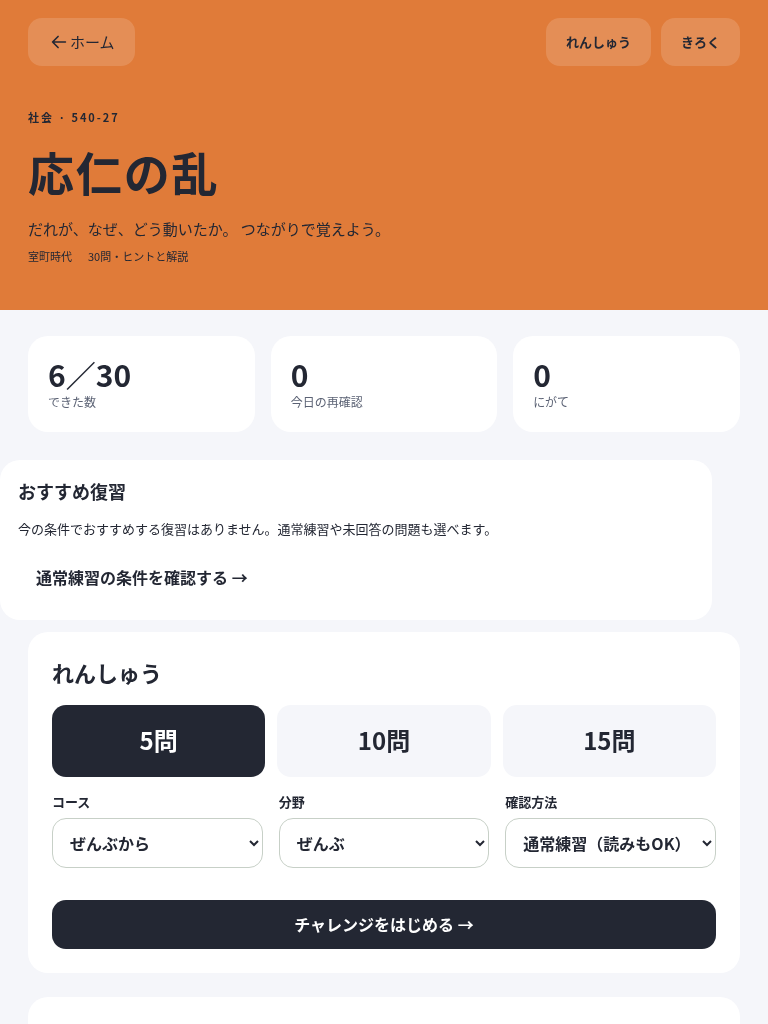 ← ホーム
れんしゅう
きろく
社会 · 540-27
応仁の乱
だれが、なぜ、どう動いたか。 つながりで覚えよう。
室町時代 30問・ヒントと解説
6／30
できた数
0
今日の再確認
0
にがて
おすすめ復習
今の条件でおすすめする復習はありません。通常練習や未回答の問題も選べます。
通常練習の条件を確認する →
れんしゅう
5問
10問
15問
コース
分野
確認方法
ぜんぶから
ぜんぶ
通常練習（読みもOK）
チャレンジをはじめる →